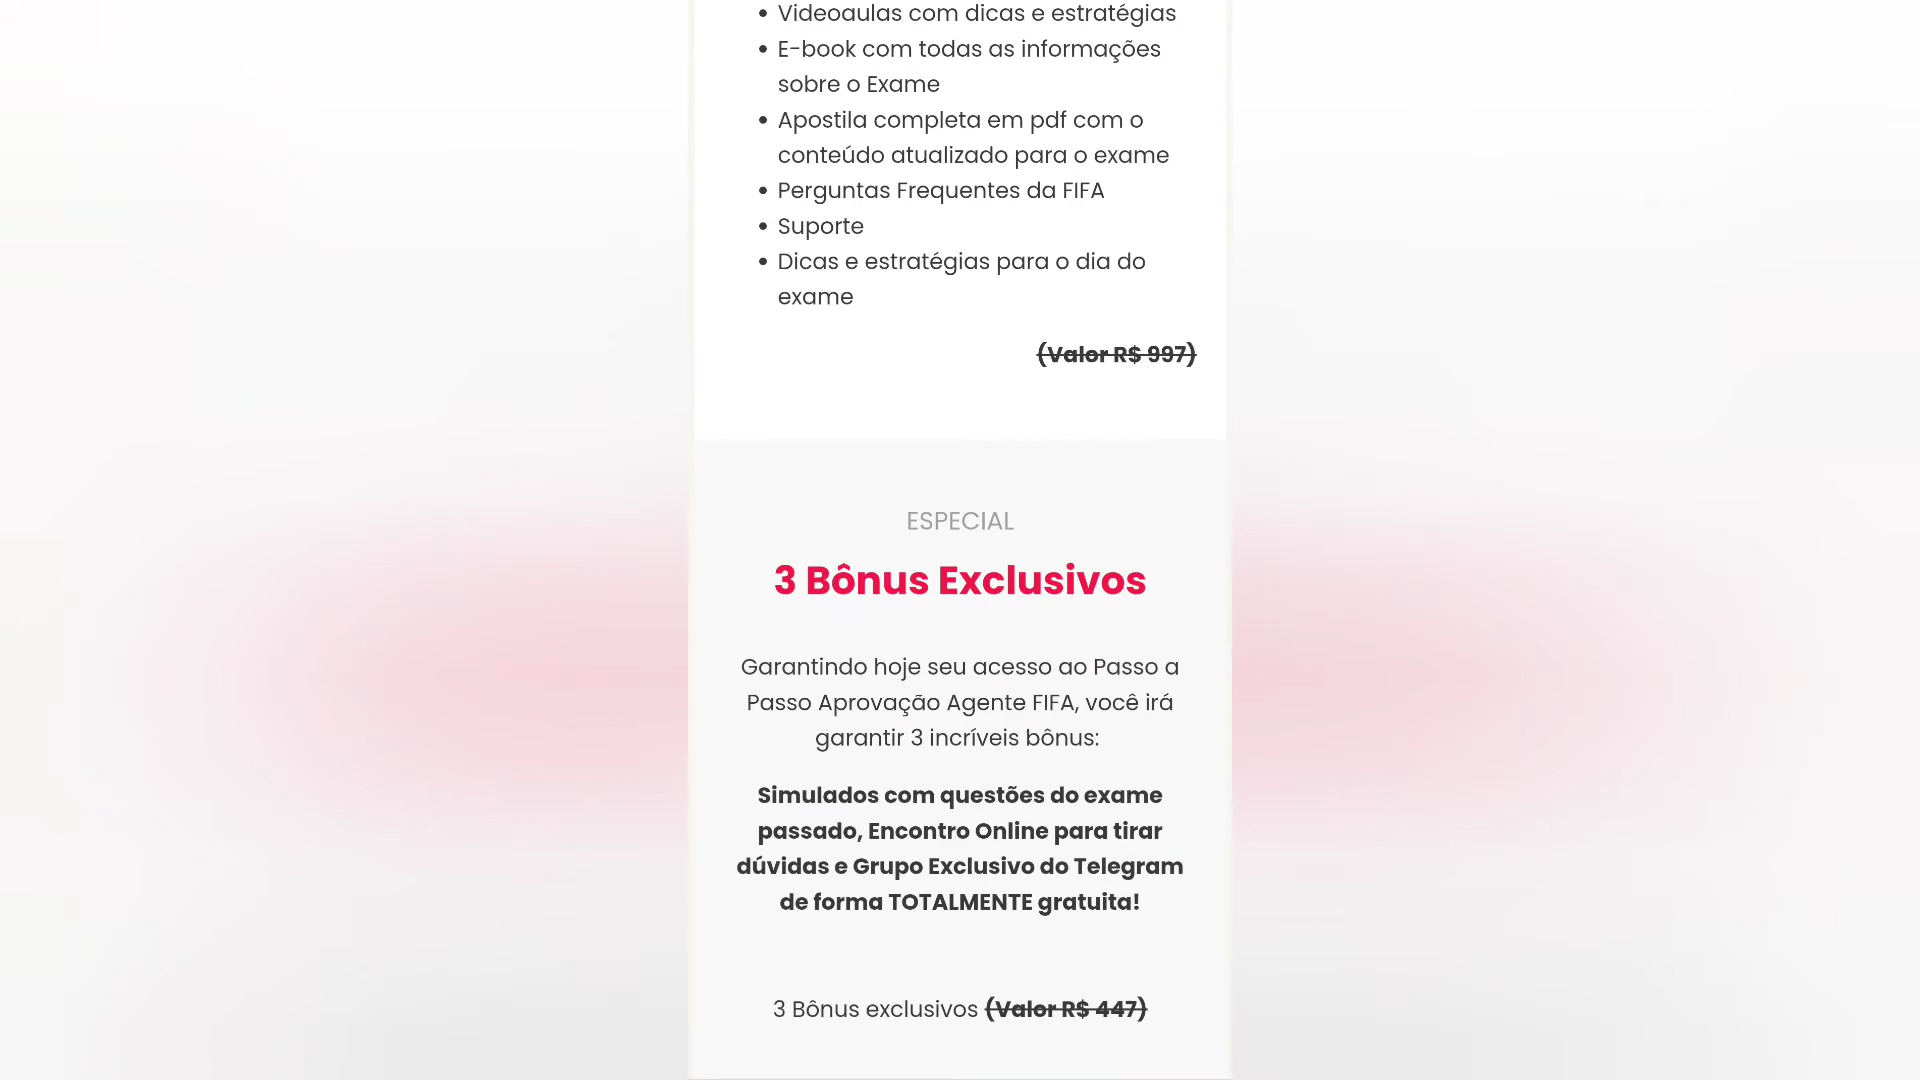 • Videoaulas com dicas e estratégias
• E-book com todas as informações
sobre o Exame
• Apostila completa em pdf com o
conteúdo atualizado para o exame
• Perguntas Frequentes da FIFA
• Suporte
• Dicas e estratégias para o dia do
exame
(Valor R$ 997)
ESPECIAL
3 Bônus Exclusivos
Garantindo hoje seu acesso ao Passo a
Passo Aprovação Agente FIFA, você irá
garantir 3 incríveis bônus:
Simulados com questões do exame
passado, Encontro Online para tirar
dúvidas e Grupo Exclusivo do Telegram
de forma TOTALMENTE gratuita!
3 Bônus exclusivos (Valor R$ 447)